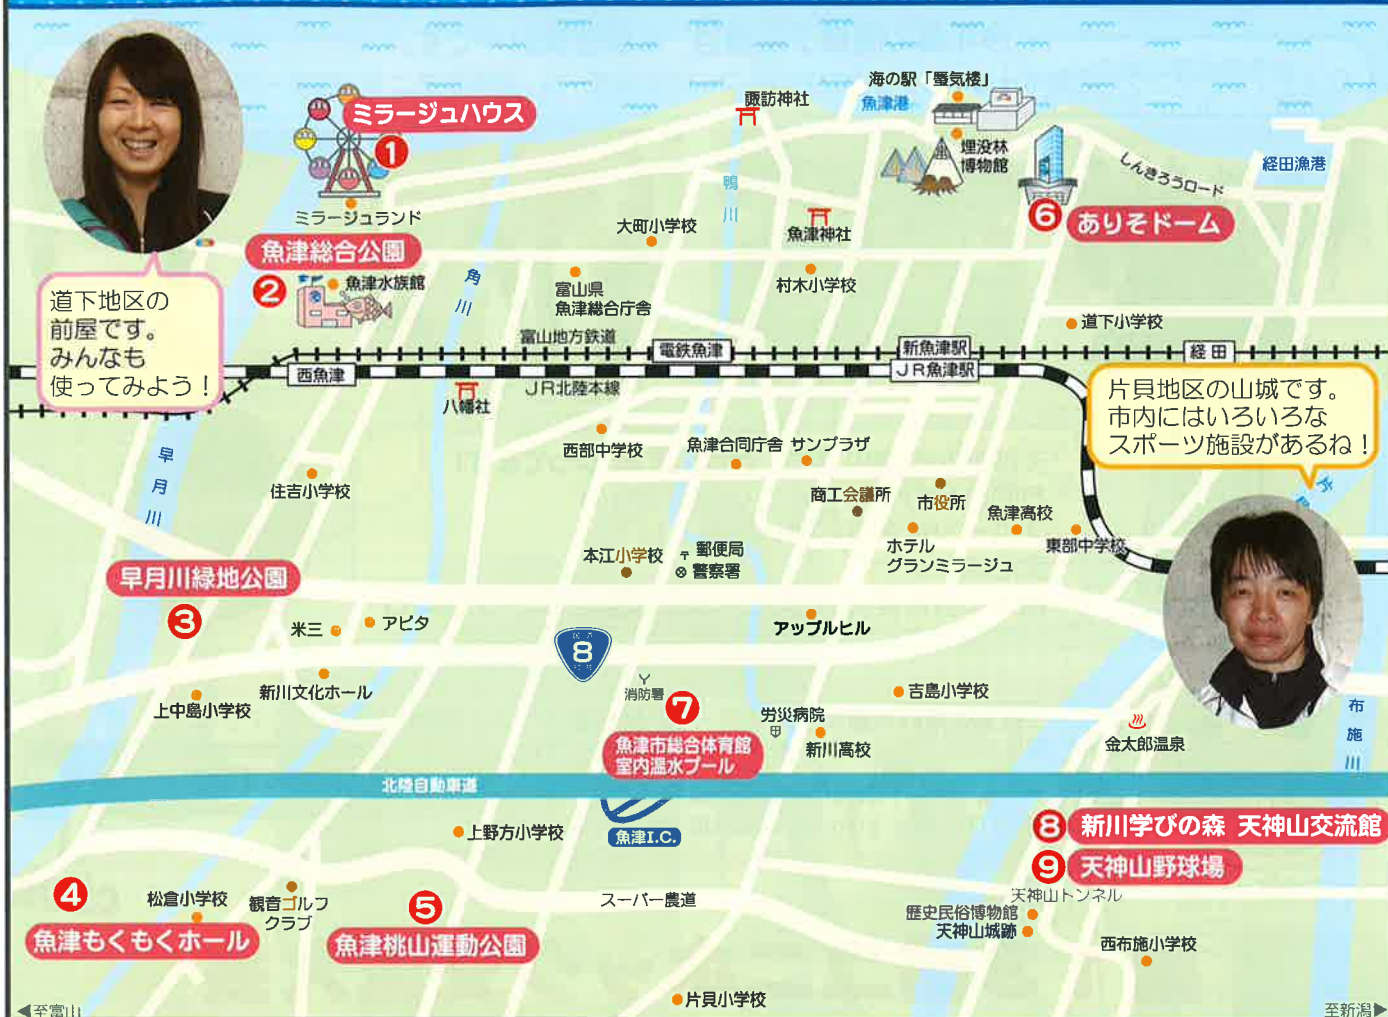 海の駅「蜃気楼」
諏訪神社
魚津港
ミラージュハウス
①
埋没林
博物館
しんきろうロード
経田漁港
鴨川
ミラージュランド
大町小学校
魚津神社
⑥ ありそドーム
魚津総合公園
②
魚津水族館
角川
富山県
魚津総合庁舎
村木小学校
道下小学校
道下地区の
前屋です。
みんなも
使ってみよう！
富山地方鉄道
電鉄魚津
新魚津駅
経田
西魚津
JR魚津駅
JR北陸本線
八幡社
片貝地区の山城です。
市内にはいろいろな
スポーツ施設があるね！
早月川
西部中学校
魚津合同庁舎
サンプラザ
住吉小学校
商工会議所
市役所
魚津高校
ホテル
グランミラージュ
東部中学校
本江小学校
〒 郵便局
警察署
早月川緑地公園
③
米三
アピタ
アップルヒル
8
新川文化ホール
上中島小学校
消防署
⑦
魚津市総合体育館
室内温水プール
労災病院
新川高校
吉島小学校
金太郎温泉
布施川
北陸自動車道
上野方小学校
魚津I.C.
⑧ 新川学びの森 天神山交流館
⑨ 天神山野球場
天神山トンネル
歴史民俗博物館
天神山城跡
西布施小学校
④
松倉小学校
観音ゴルフ
クラブ
⑤
スーパー農道
魚津もくもくホール
魚津桃山運動公園
片貝小学校
◀至富山
至新潟▶